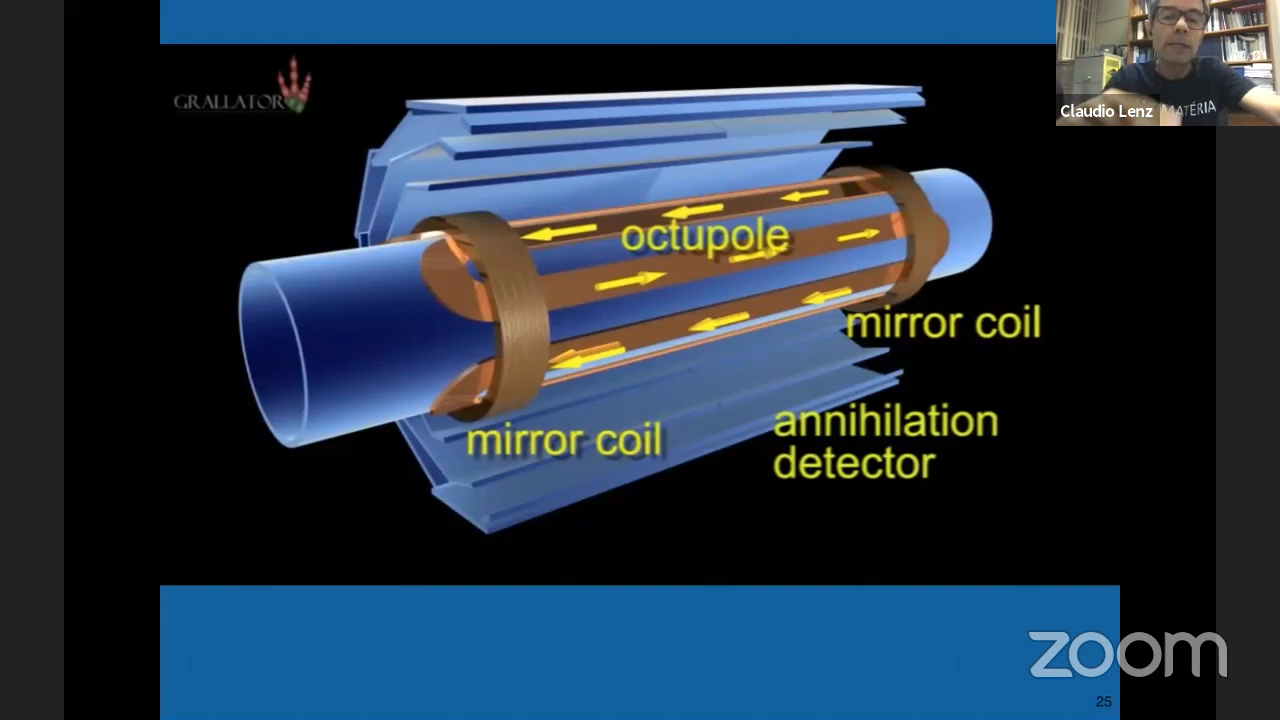 GRALLATOR
Claudio Lenz
MATÉRIA
octupole
mirror coil
mirror coil
annihilation
detector
zoom
25